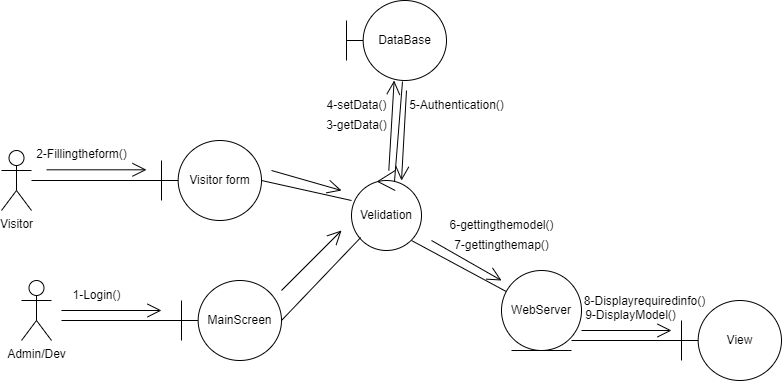 DataBase
4-setData()
5-Authentication()
3-getData()
2-Fillingtheform()
Visitor form
Visitor
Velidation
6-gettingthemodel()
7-gettingthemap()
1-Login()
MainScreen
Admin/Dev
WebServer
8-Displayrequiredinfo()
9-DisplayModel()
View